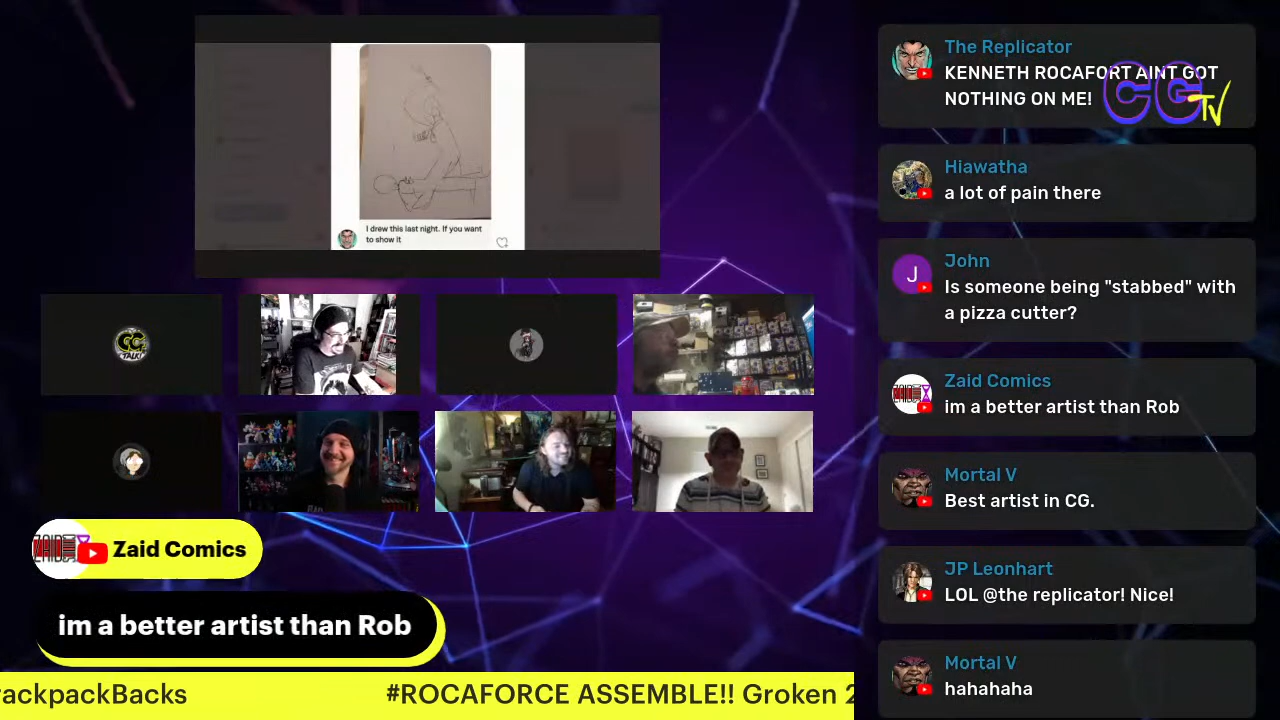 I drew this last night. If you want
to show it
The Replicator
KENNETH ROCAFORT AINT GOT
NOTHING ON ME!
CG
TV
Hiawatha
a lot of pain there
John
J
Is someone being "stabbed" with
a pizza cutter?
Zaid Comics
im a better artist than Rob
Mortal V
Best artist in CG.
JP Leonhart
LOL @the replicator! Nice!
Mortal V
hahahaha
CG
TALK!
Zaid Comics
im a better artist than Rob
rackpackBacks
#ROCAFORCE ASSEMBLE!! Groken 2